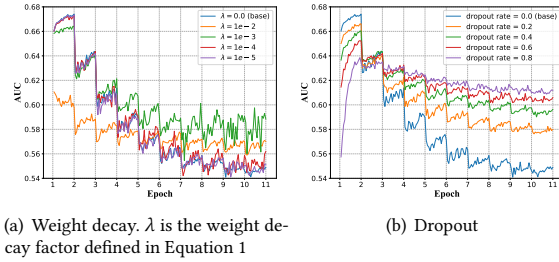 0.68
0.66
0.64
0.62
0.60
0.58
0.56
0.54
AUC
1 2 3 4 5 6 7 8 9 10 11
Epoch
λ = 0.0 (base)
λ = 1e − 2
λ = 1e − 3
λ = 1e − 4
λ = 1e − 5
(a) Weight decay. λ is the weight de-
cay factor defined in Equation 1
0.68
0.66
0.64
0.62
0.60
0.58
0.56
0.54
AUC
1 2 3 4 5 6 7 8 9 10 11
Epoch
dropout rate = 0.0 (base)
dropout rate = 0.2
dropout rate = 0.4
dropout rate = 0.6
dropout rate = 0.8
(b) Dropout